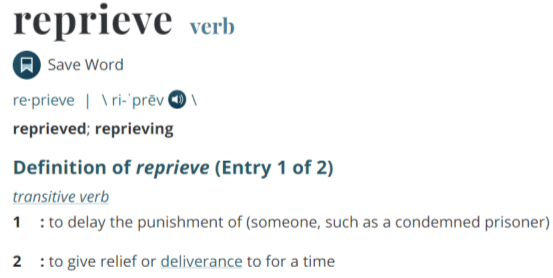 reprieve verb
Save Word
re·prieve | \ ri-ˈprēv \
reprieved; reprieving
Definition of reprieve (Entry 1 of 2)
transitive verb
1 : to delay the punishment of (someone, such as a condemned prisoner)
2 : to give relief or deliverance to for a time